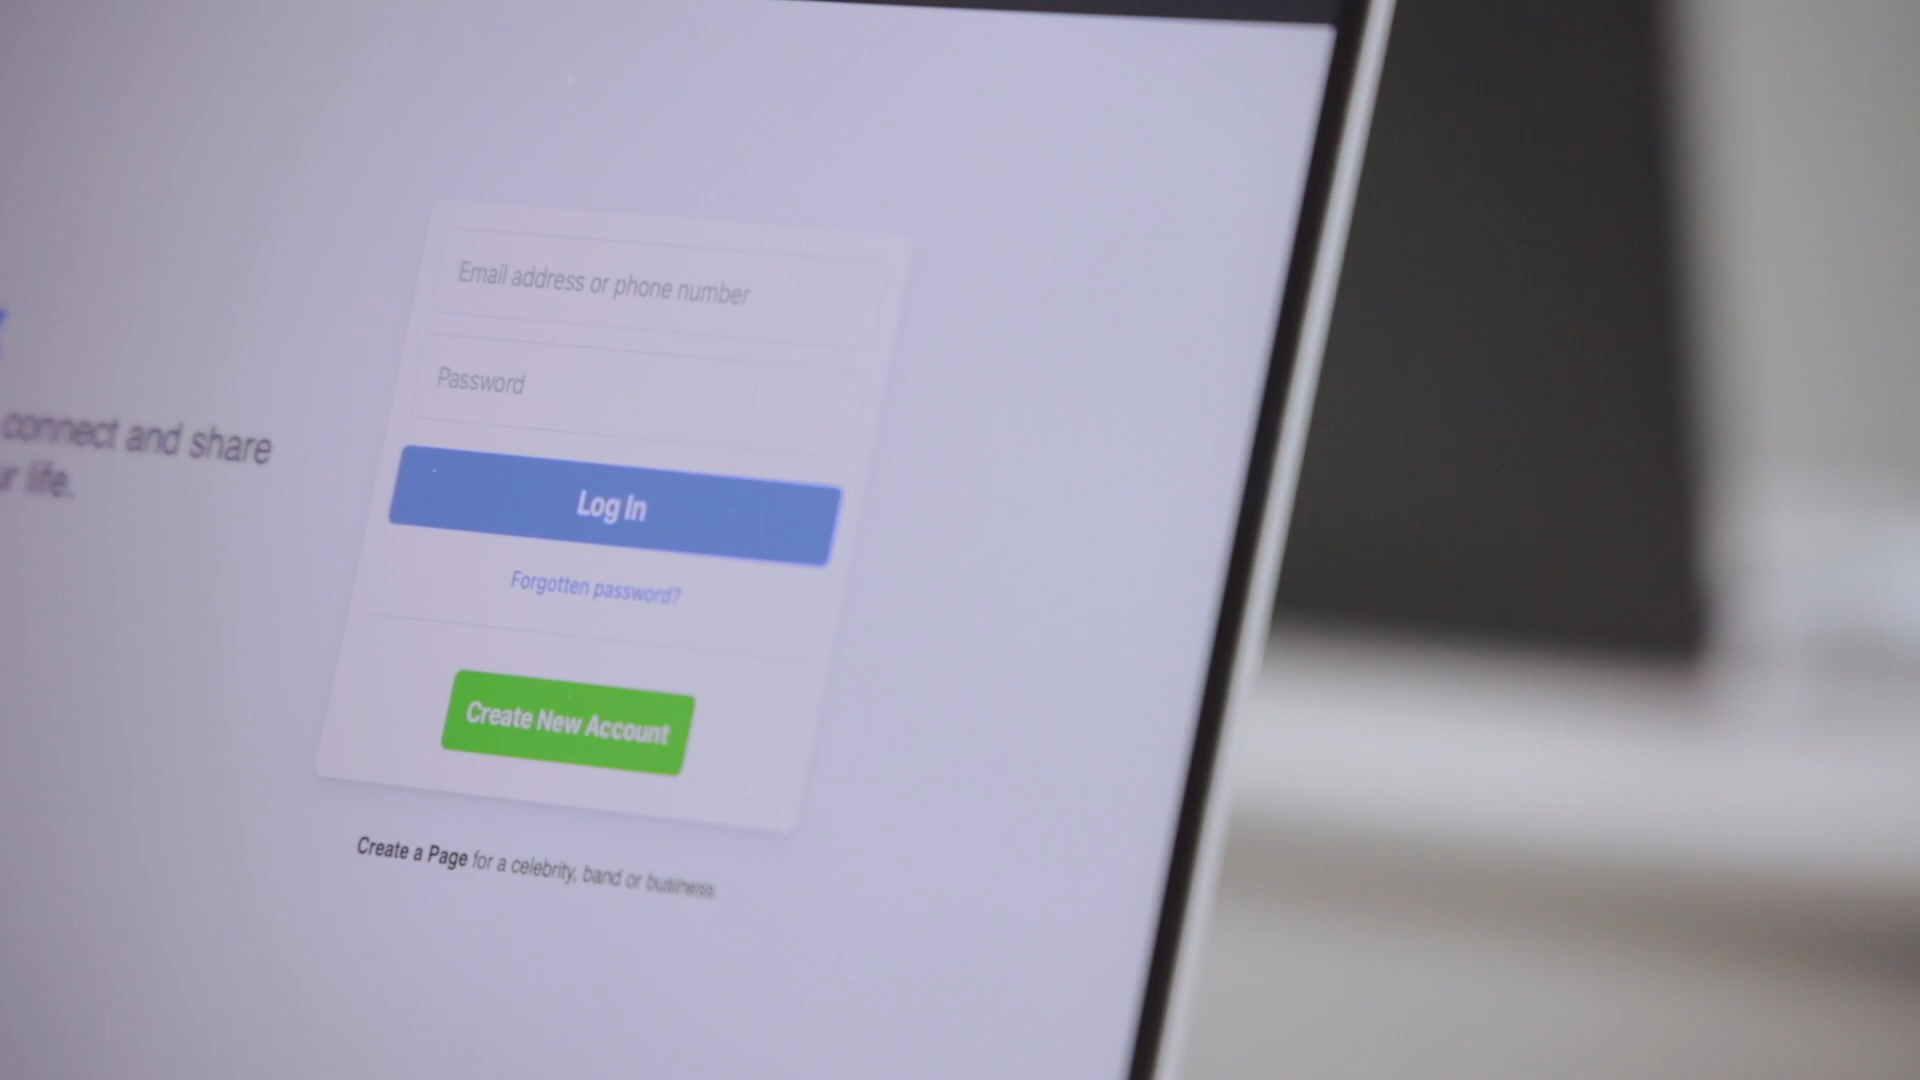 Email address or phone number
Password
connect and share
life.
Log In
Forgotten password?
Create New Account
Create a Page for a celebrity, band or business.